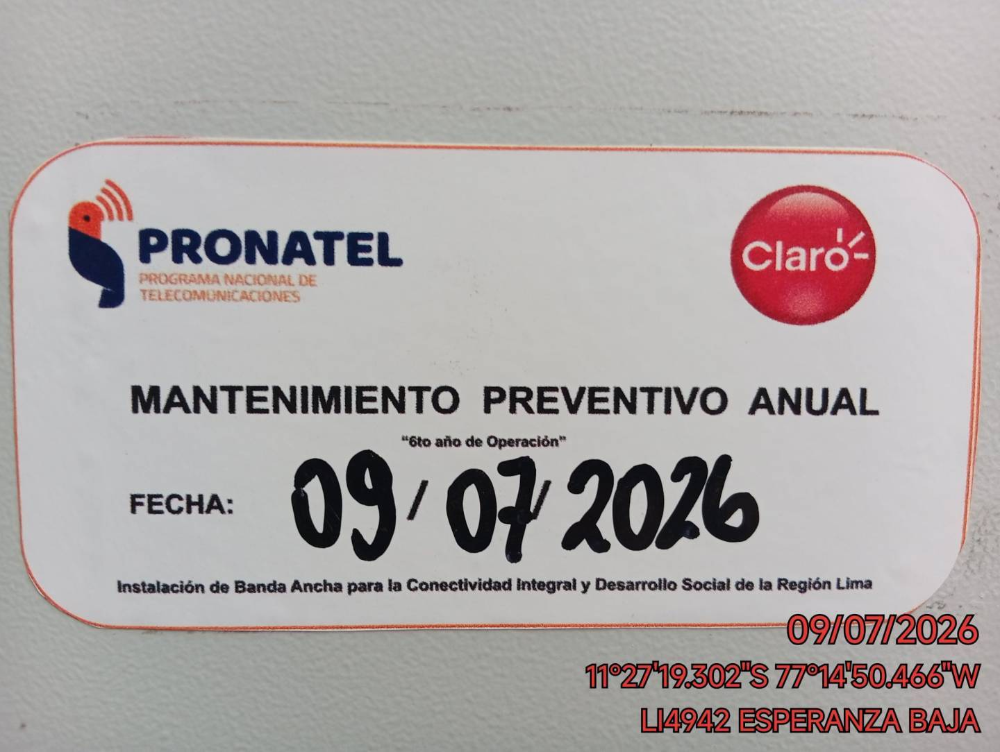 PRONATEL
PROGRAMA NACIONAL DE
TELECOMUNICACIONES
Claro
MANTENIMIENTO PREVENTIVO ANUAL
“6to año de Operación”
FECHA: 09/07/2026
Instalación de Banda Ancha para la Conectividad Integral y Desarrollo Social de la Región Lima
09/07/2026
11°27'19.302"S 77°14'50.466"W
LI4942 ESPERANZA BAJA